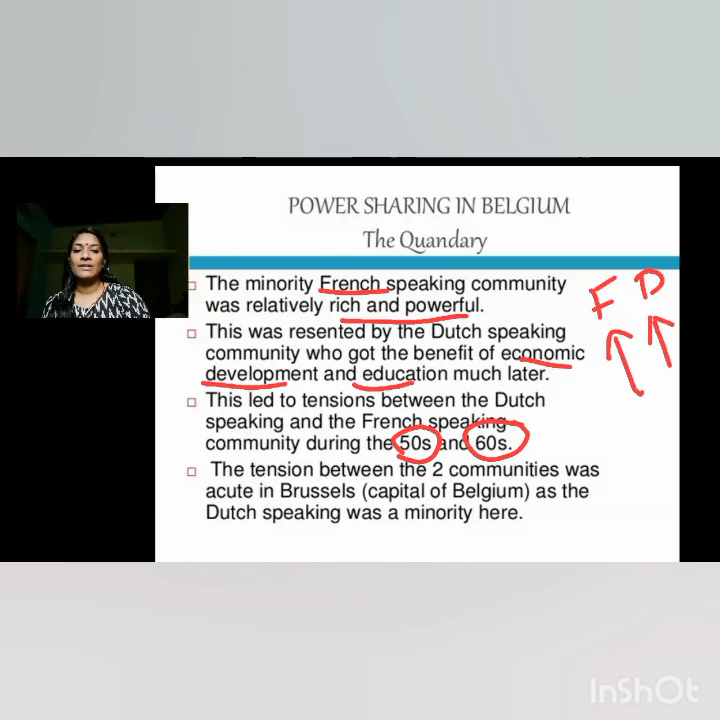 POWER SHARING IN BELGIUM
The Quandary
The minority French speaking community
was relatively rich and powerful.
This was resented by the Dutch speaking
community who got the benefit of economic
development and education much later.
This led to tensions between the Dutch
speaking and the French speaking
community during the 50s and 60s.
The tension between the 2 communities was
acute in Brussels (capital of Belgium) as the
Dutch speaking was a minority here.
F D
InShOt